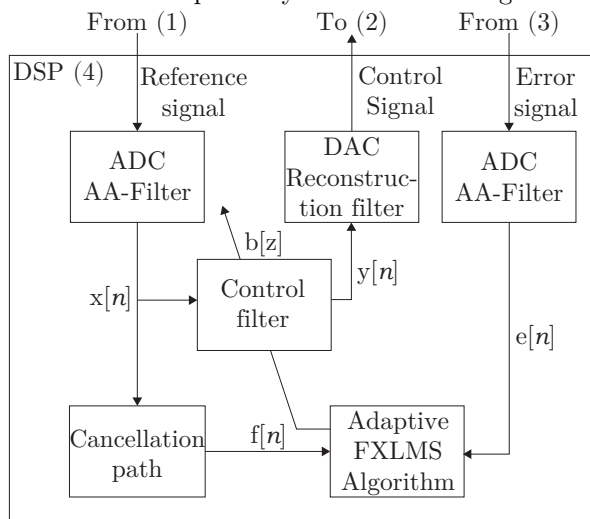 From (1)
To (2)
From (3)
DSP (4)
Reference
signal
Control
Signal
Error
signal
ADC
AA-Filter
DAC
Reconstruc-
tion filter
ADC
AA-Filter
b[z]
y[n]
x[n]
Control
filter
e[n]
Cancellation
path
f[n]
Adaptive
FXLMS
Algorithm